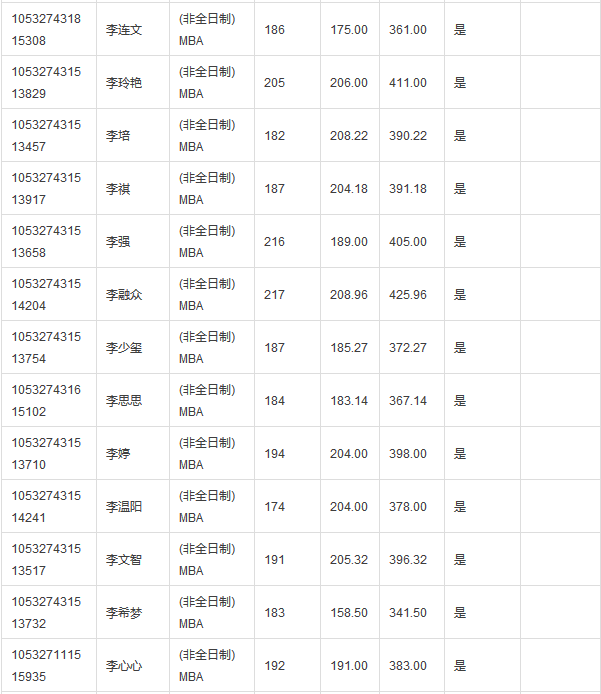 1053274318 (非全日制)
李连文 186 175.00 361.00 是
15308 MBA
1053274315 (非全日制)
李玲艳 205 206.00 411.00 是
13829 MBA
1053274315 (非全日制)
李培 182 208.22 390.22 是
13457 MBA
1053274315 (非全日制)
李祺 187 204.18 391.18 是
13917 MBA
1053274315 (非全日制)
李强 216 189.00 405.00 是
13658 MBA
1053274315 (非全日制)
李融众 217 208.96 425.96 是
14204 MBA
1053274315 (非全日制)
李少玺 187 185.27 372.27 是
13754 MBA
1053274316 (非全日制)
李思思 184 183.14 367.14 是
15102 MBA
1053274315 (非全日制)
李婷 194 204.00 398.00 是
13710 MBA
1053274315 (非全日制)
李温阳 174 204.00 378.00 是
14241 MBA
1053274315 (非全日制)
李文智 191 205.32 396.32 是
13517 MBA
1053274315 (非全日制)
李希梦 183 158.50 341.50 是
13732 MBA
1053271115 (非全日制)
李心心 192 191.00 383.00 是
15935 MBA